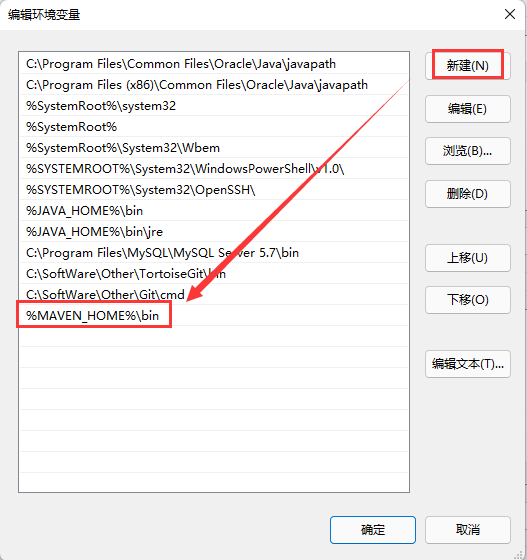 编辑环境变量
C:\Program Files\Common Files\Oracle\Java\javapath
C:\Program Files (x86)\Common Files\Oracle\Java\javapath
%SystemRoot%\system32
%SystemRoot%
%SystemRoot%\System32\Wbem
%SYSTEMROOT%\System32\WindowsPowerShell\v1.0\
%SYSTEMROOT%\System32\OpenSSH\
%JAVA_HOME%\bin
%JAVA_HOME%\bin\jre
C:\Program Files\MySQL\MySQL Server 5.7\bin
C:\SoftWare\Other\TortoiseGit\bin
C:\SoftWare\Other\Git\cmd
%MAVEN_HOME%\bin
新建(N)
编辑(E)
浏览(B)...
删除(D)
上移(U)
下移(O)
编辑文本(T)...
确定
取消